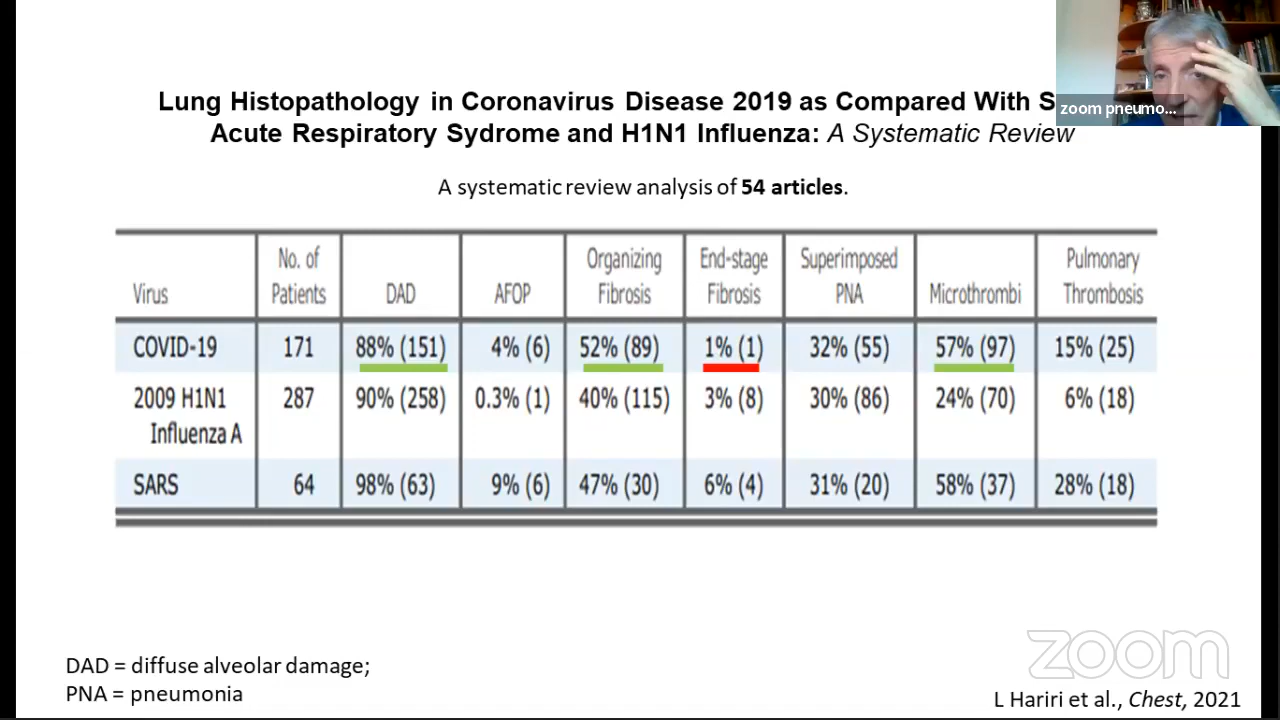 Lung Histopathology in Coronavirus Disease 2019 as Compared With S
Acute Respiratory Sydrome and H1N1 Influenza: A Systematic Review
zoom pneumo...
A systematic review analysis of 54 articles.
Virus No. of Patients DAD AFOP Organizing Fibrosis End-stage Fibrosis Superimposed PNA Microthrombi Pulmonary Thrombosis
COVID-19 171 88% (151) 4% (6) 52% (89) 1% (1) 32% (55) 57% (97) 15% (25)
2009 H1N1 Influenza A 287 90% (258) 0.3% (1) 40% (115) 3% (8) 30% (86) 24% (70) 6% (18)
SARS 64 98% (63) 9% (6) 47% (30) 6% (4) 31% (20) 58% (37) 28% (18)
DAD = diffuse alveolar damage;
PNA = pneumonia
zoom
L Hariri et al., Chest, 2021